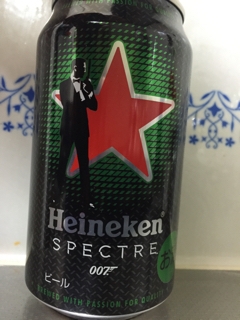 Heineken
SPECTRE
007
ビール
BREWED WITH PASSION FOR QUALITY